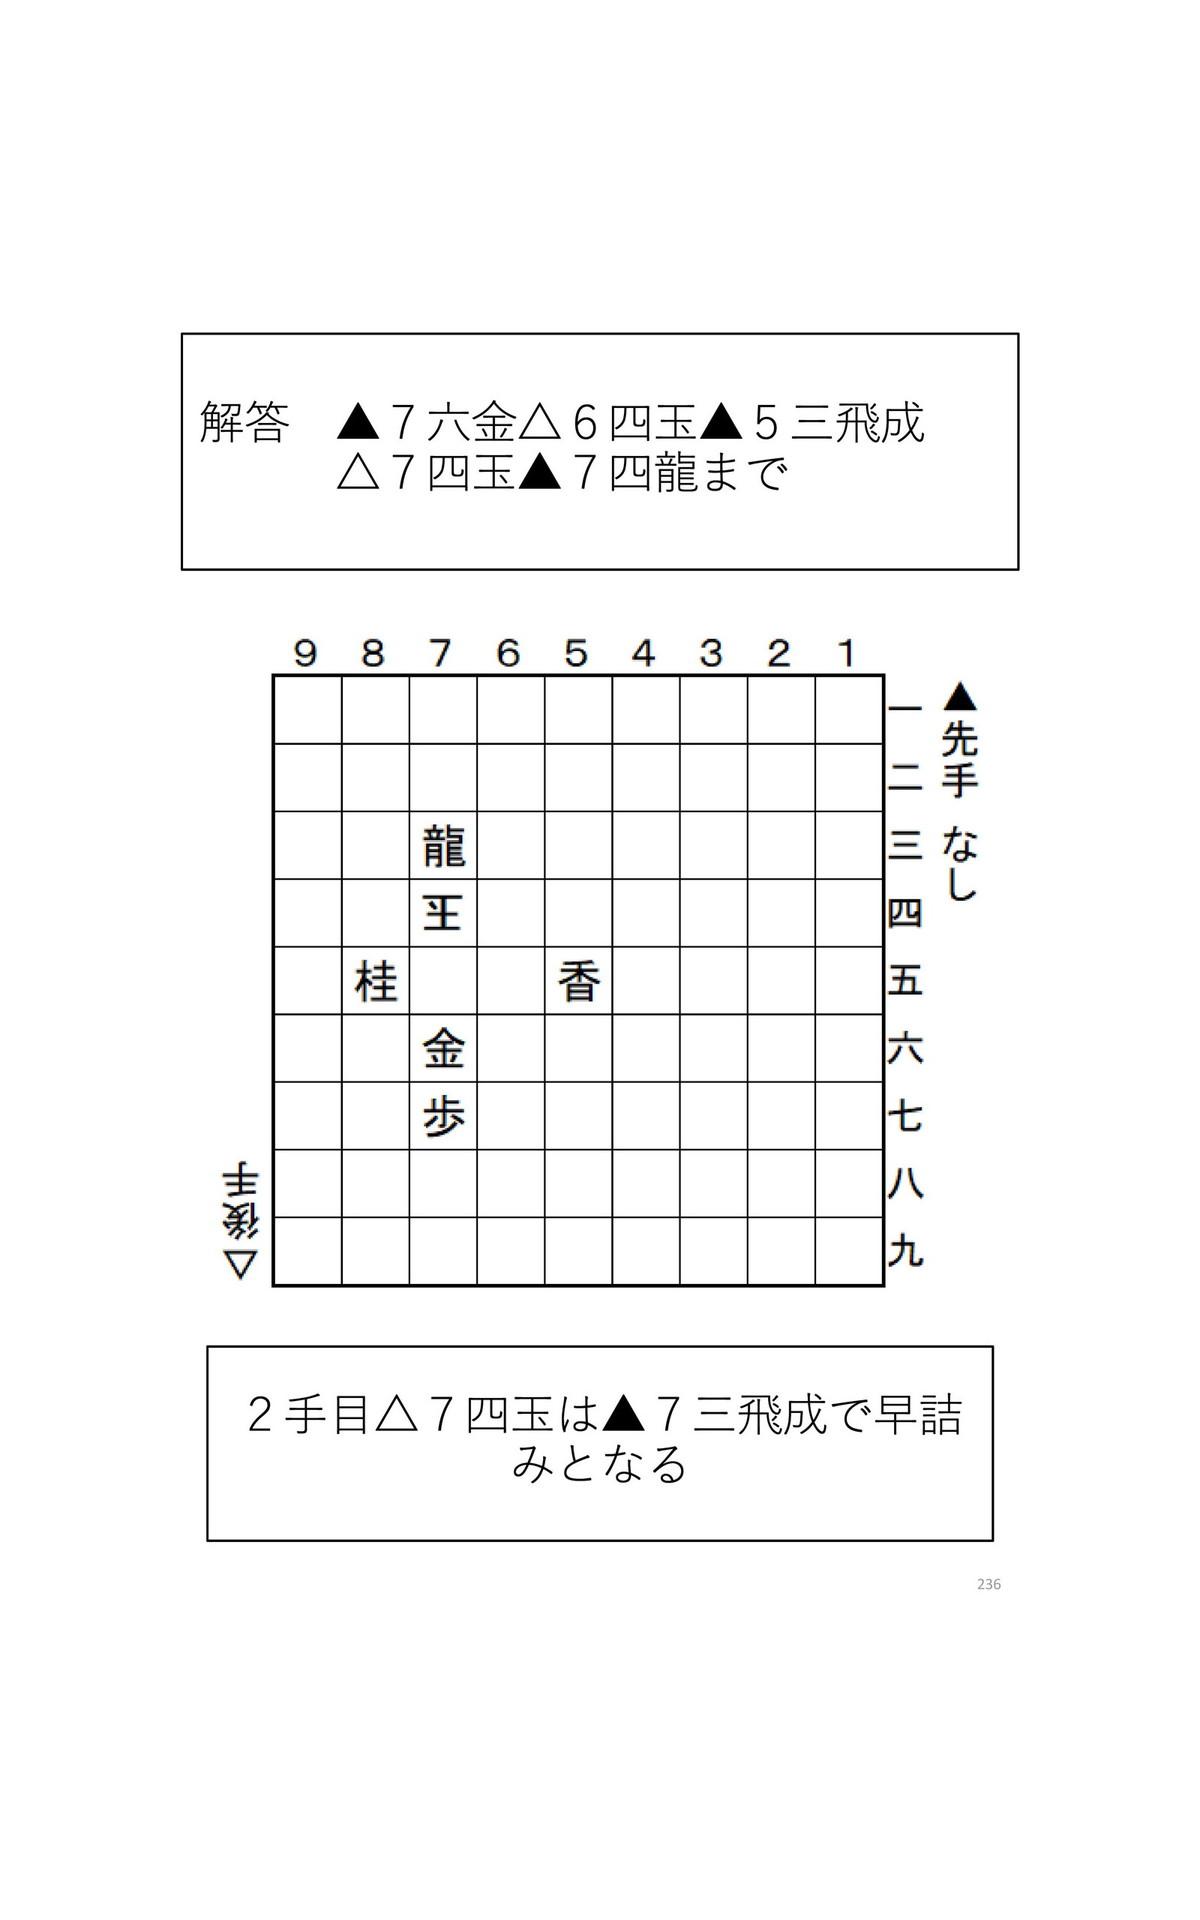 解答　▲７六金△６四玉▲５三飛成
△７四玉▲７四龍まで
9 8 7 6 5 4 3 2 1
一
二
三 龍
四 王
五 桂 香
六 金
七 歩
八
九
▲先手 なし
△後手
２手目△７四玉は▲７三飛成で早詰
みとなる
236